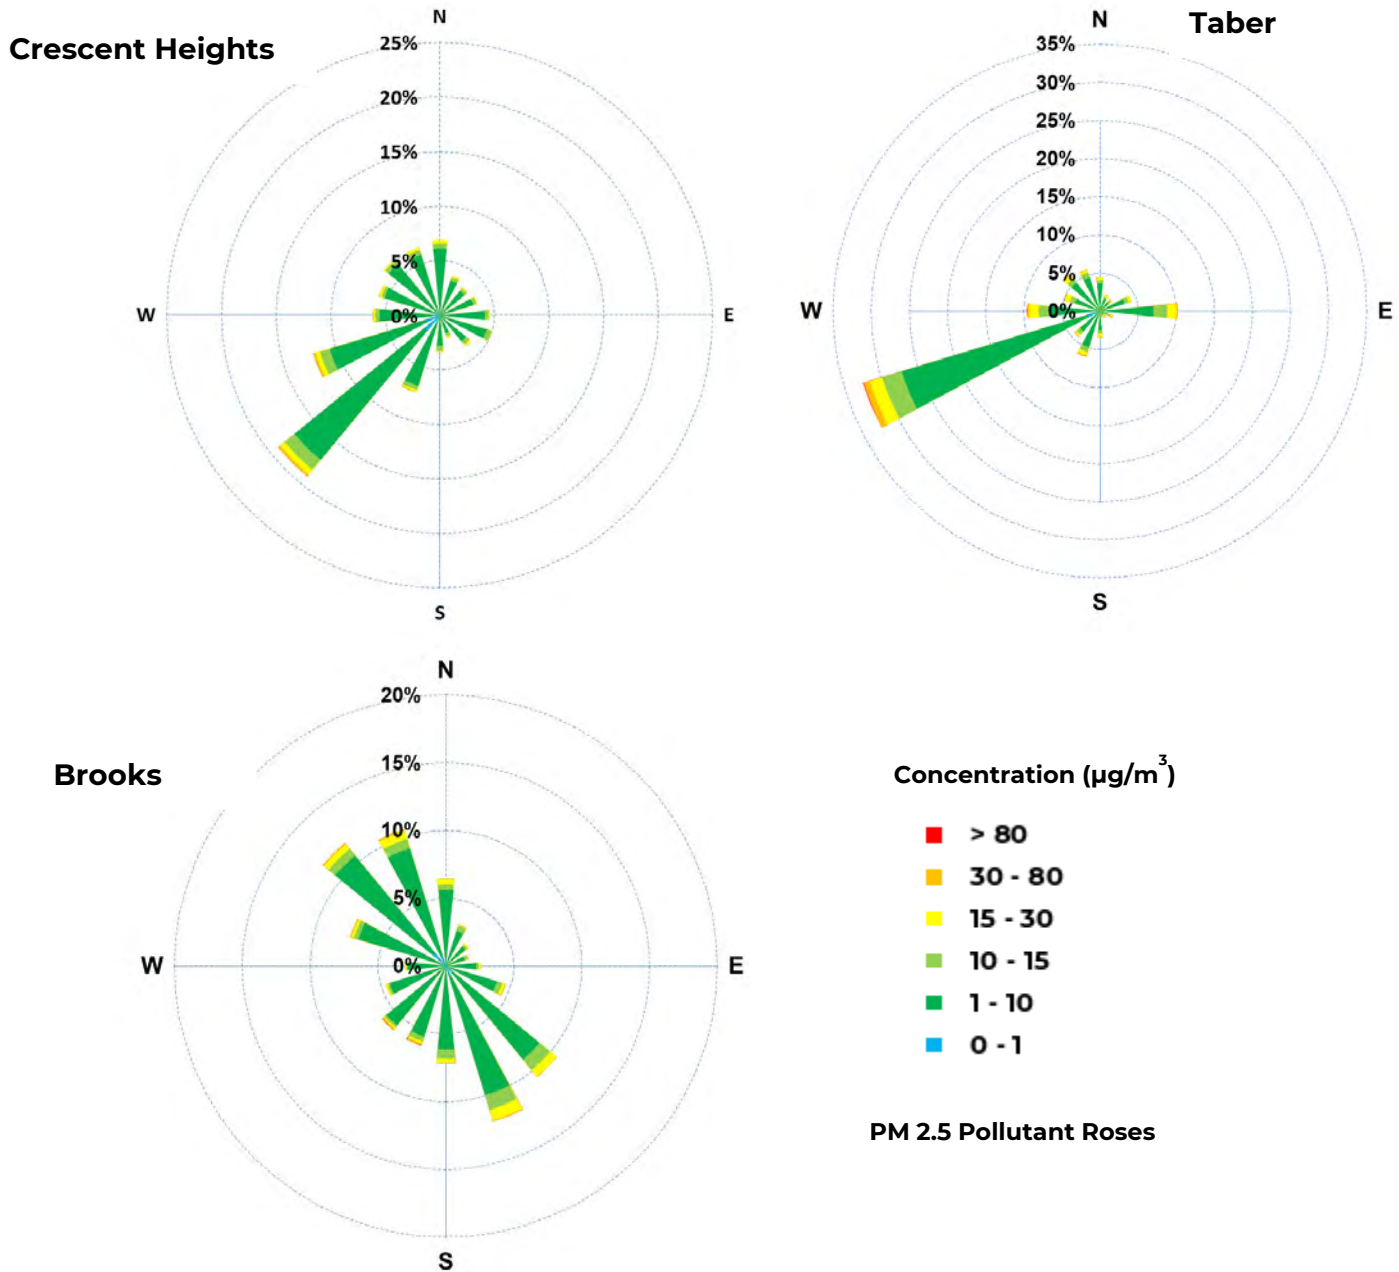 Crescent Heights
N
25%
20%
15%
10%
5%
0%
W
E
S
Taber
N
35%
30%
25%
20%
15%
10%
5%
0%
W
E
S
Brooks
N
20%
15%
10%
5%
0%
W
E
S
Concentration (µg/m³)
> 80
30 - 80
15 - 30
10 - 15
1 - 10
0 - 1
PM 2.5 Pollutant Roses